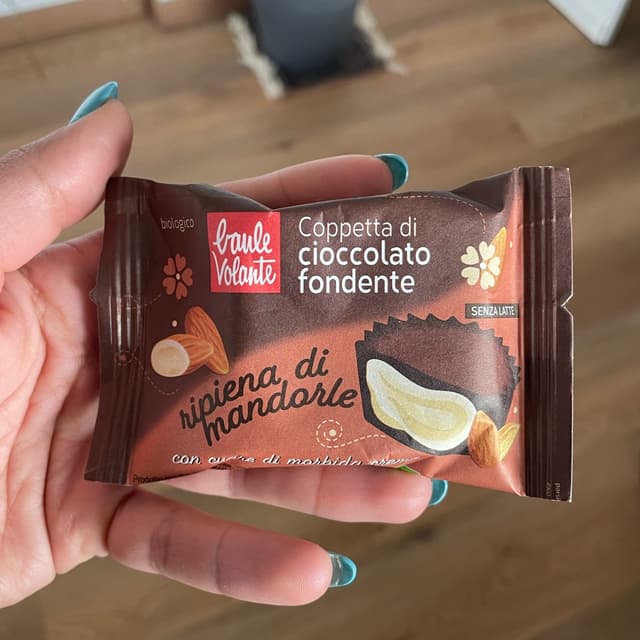 biologico
baule
volante
Coppetta di
cioccolato
fondente
SENZA LATTE
ripiena di
mandorle
con cuore di morbida crema